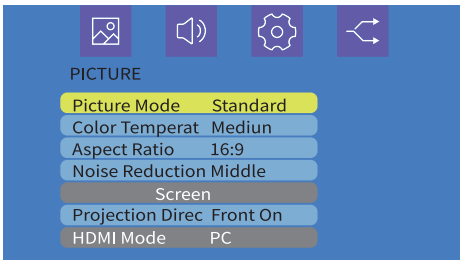 PICTURE
Picture Mode Standard
Color Temperat Mediun
Aspect Ratio 16:9
Noise Reduction Middle
Screen
Projection Direc Front On
HDMI Mode PC